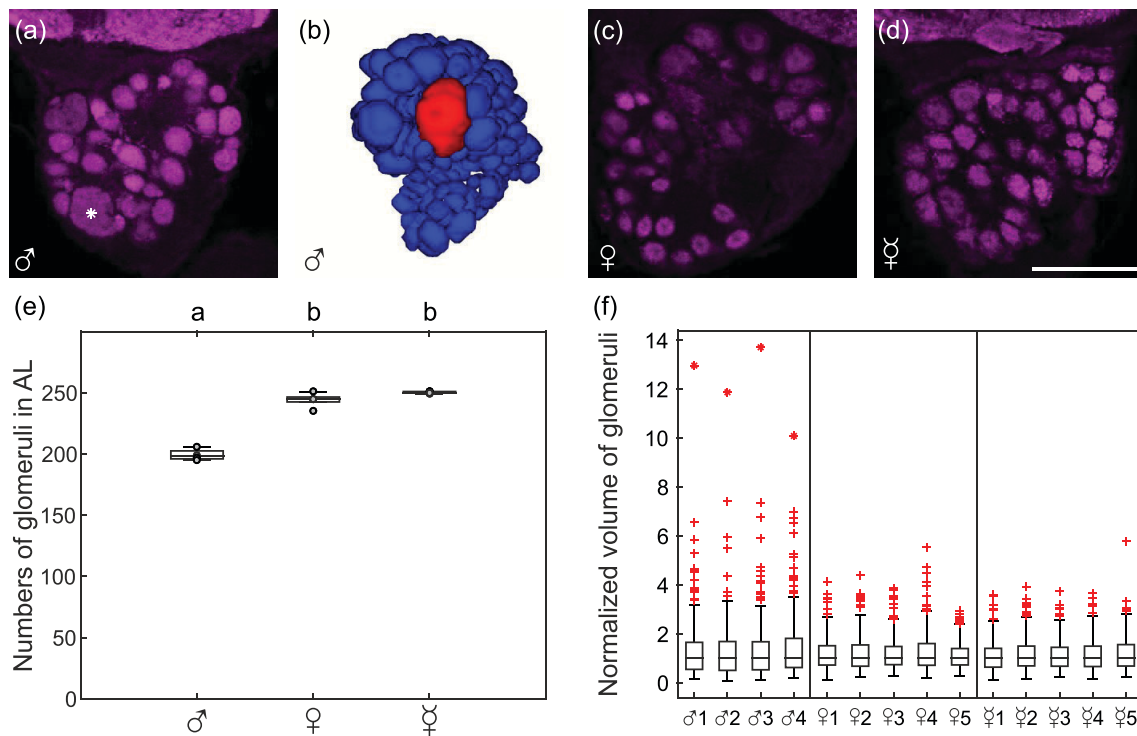 (a)
(b)
(c)
(d)
*
♂
♂
♀
☿
(e)
a b b
Numbers of glomeruli in AL
250
200
150
100
50
0
♂ ♀ ☿
(f)
Normalized volume of glomeruli
14
12
10
8
6
4
2
0
♂1 ♂2 ♂3 ♂4 ♀1 ♀2 ♀3 ♀4 ♀5 ☿1 ☿2 ☿3 ☿4 ☿5